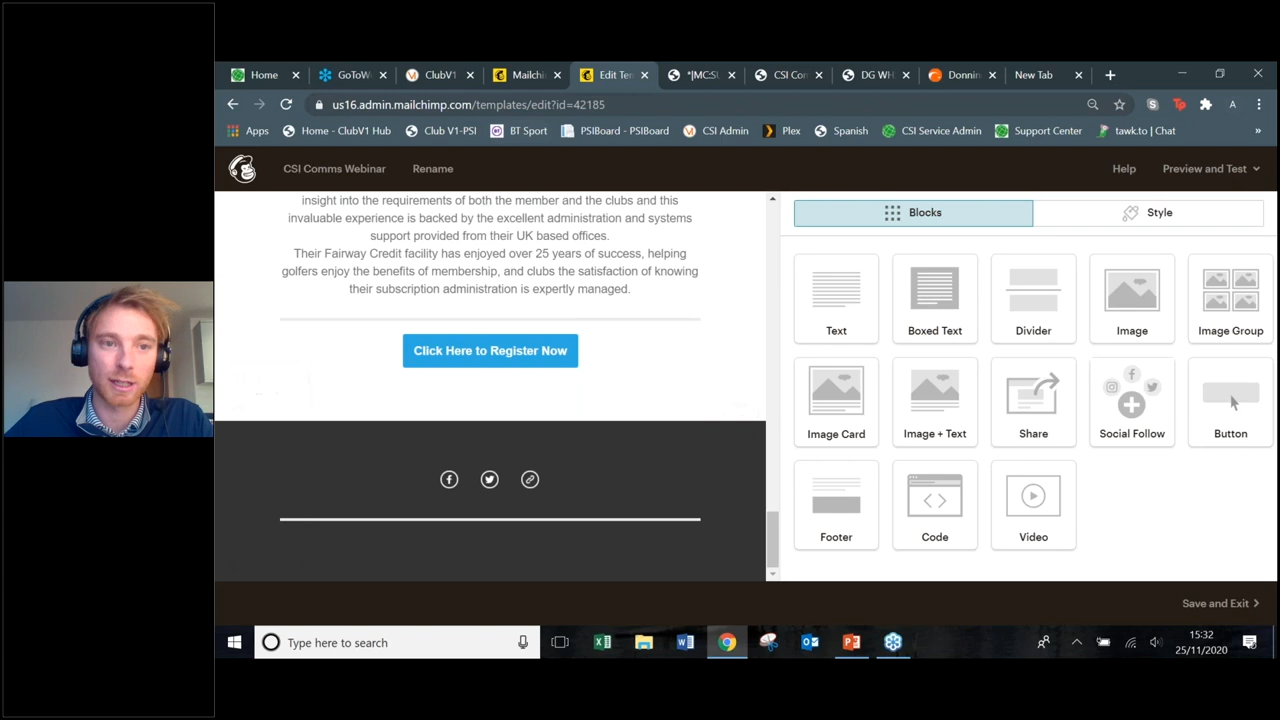 Home
GoToW
ClubV1
Mailchi
Edit Tem
*|MC:SU
CSI Con
DG WH
Donnin
New Tab
us16.admin.mailchimp.com/templates/edit?id=42185
A
Apps
Home - ClubV1 Hub
Club V1-PSI
BT Sport
PSIBoard - PSIBoard
CSI Admin
Plex
Spanish
CSI Service Admin
Support Center
tawk.to | Chat
»
CSI Comms Webinar
Rename
Help
Preview and Test
insight into the requirements of both the member and the clubs and this
invaluable experience is backed by the excellent administration and systems
support provided from their UK based offices.
Their Fairway Credit facility has enjoyed over 25 years of success, helping
golfers enjoy the benefits of membership, and clubs the satisfaction of knowing
their subscription administration is expertly managed.
Click Here to Register Now
Blocks
Style
Text
Boxed Text
Divider
Image
Image Group
Image Card
Image + Text
Share
Social Follow
Button
Footer
Code
Video
Save and Exit
Type here to search
15:32
25/11/2020